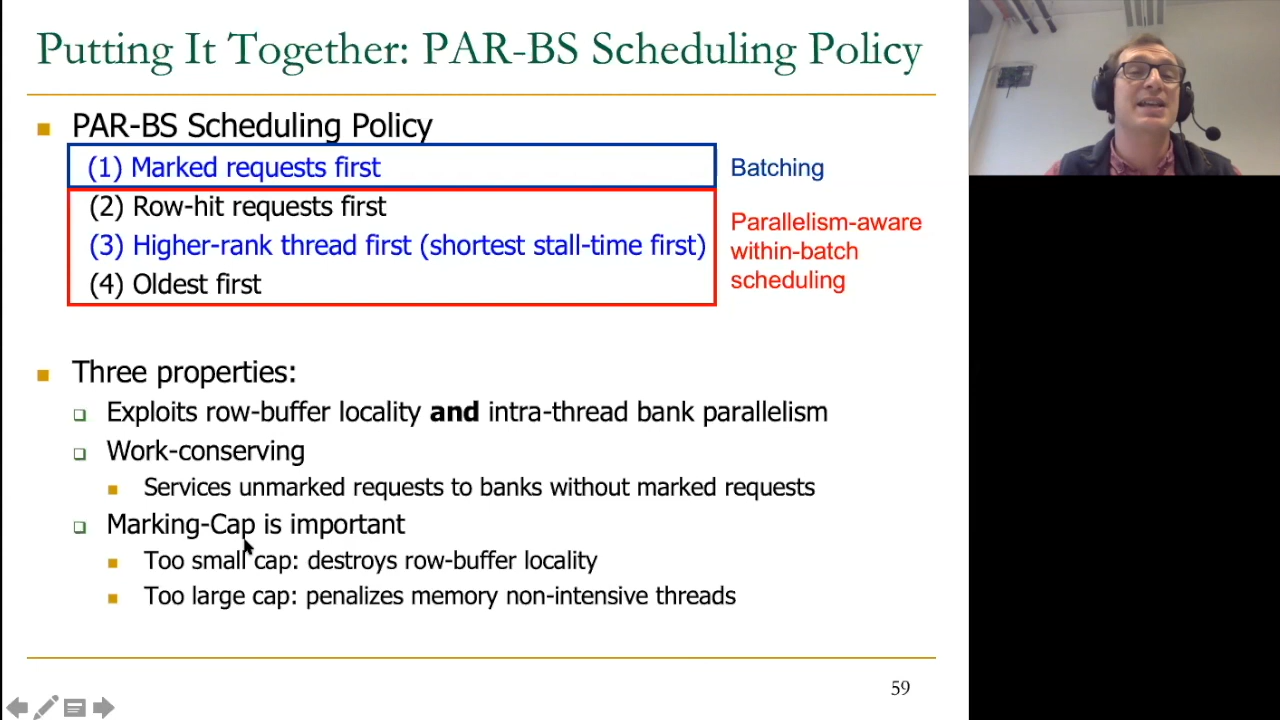 Putting It Together: PAR-BS Scheduling Policy
PAR-BS Scheduling Policy
(1) Marked requests first
Batching
(2) Row-hit requests first
(3) Higher-rank thread first (shortest stall-time first)
(4) Oldest first
Parallelism-aware
within-batch
scheduling
Three properties:
Exploits row-buffer locality and intra-thread bank parallelism
Work-conserving
Services unmarked requests to banks without marked requests
Marking-Cap is important
Too small cap: destroys row-buffer locality
Too large cap: penalizes memory non-intensive threads
59